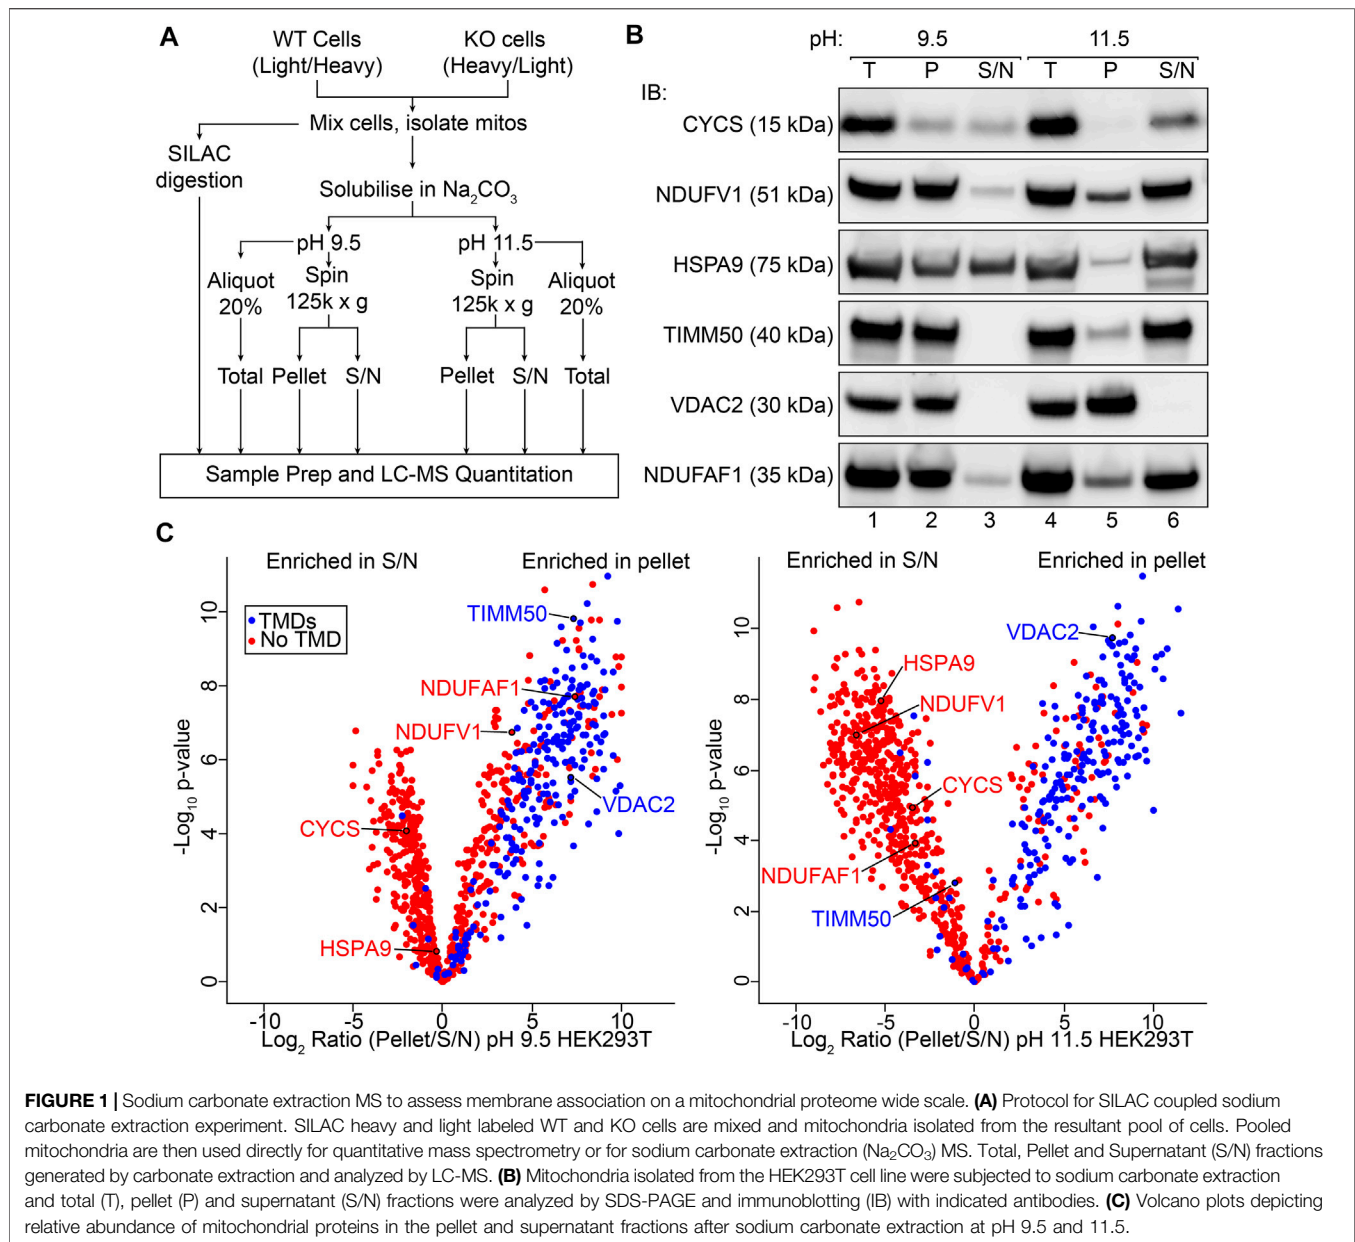 A
WT Cells
(Light/Heavy)
KO cells
(Heavy/Light)
Mix cells, isolate mitos
SILAC
digestion
Solubilise in Na2CO3
pH 9.5
pH 11.5
Aliquot
20%
Spin
125k x g
Spin
125k x g
Aliquot
20%
Total
Pellet
S/N
Pellet
S/N
Total
Sample Prep and LC-MS Quantitation
B
pH: 9.5 11.5
T P S/N T P S/N
IB:
CYCS (15 kDa)
NDUFV1 (51 kDa)
HSPA9 (75 kDa)
TIMM50 (40 kDa)
VDAC2 (30 kDa)
NDUFAF1 (35 kDa)
1 2 3 4 5 6
C
Enriched in S/N
Enriched in pellet
TMDs
No TMD
TIMM50
NDUFAF1
NDUFV1
VDAC2
CYCS
HSPA9
-Log10 p-value
0
2
4
6
8
10
-10 -5 0 5 10
Log2 Ratio (Pellet/S/N) pH 9.5 HEK293T
Enriched in S/N
Enriched in pellet
VDAC2
HSPA9
NDUFV1
CYCS
NDUFAF1
TIMM50
-Log10 p-value
0
2
4
6
8
10
-10 -5 0 5 10
Log2 Ratio (Pellet/S/N) pH 11.5 HEK293T
FIGURE 1 | Sodium carbonate extraction MS to assess membrane association on a mitochondrial proteome wide scale. (A) Protocol for SILAC coupled sodium
carbonate extraction experiment. SILAC heavy and light labeled WT and KO cells are mixed and mitochondria isolated from the resultant pool of cells. Pooled
mitochondria are then used directly for quantitative mass spectrometry or for sodium carbonate extraction (Na2CO3) MS. Total, Pellet and Supernatant (S/N) fractions
generated by carbonate extraction and analyzed by LC-MS. (B) Mitochondria isolated from the HEK293T cell line were subjected to sodium carbonate extraction
and total (T), pellet (P) and supernatant (S/N) fractions were analyzed by SDS-PAGE and immunoblotting (IB) with indicated antibodies. (C) Volcano plots depicting
relative abundance of mitochondrial proteins in the pellet and supernatant fractions after sodium carbonate extraction at pH 9.5 and 11.5.